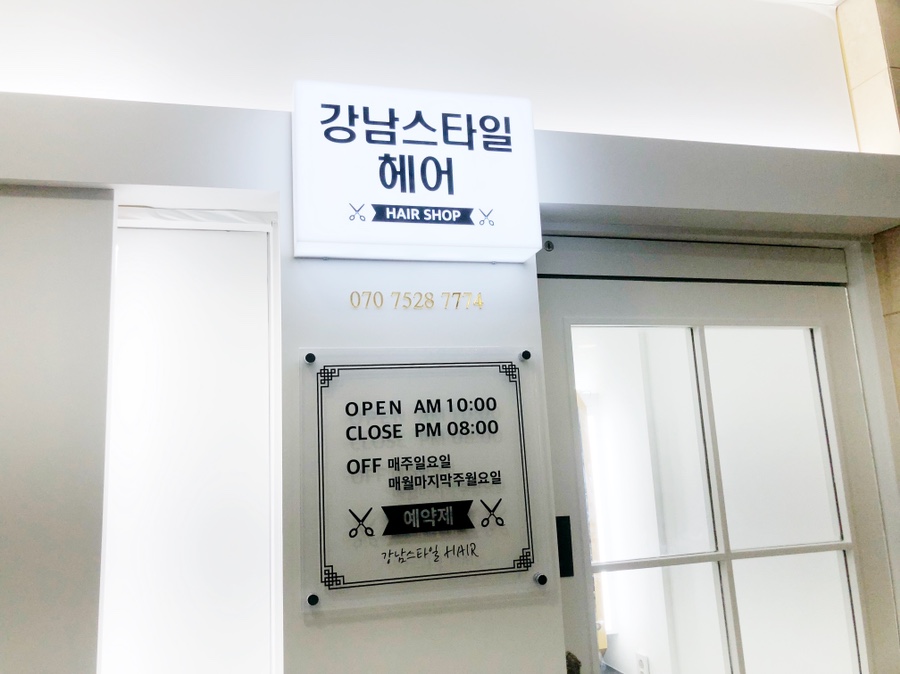 강남스타일
헤어
HAIR SHOP
070 7528 7774
OPEN AM 10:00
CLOSE PM 08:00
OFF 매주일요일
매월마지막주월요일
예약제
강남스타일 HAIR